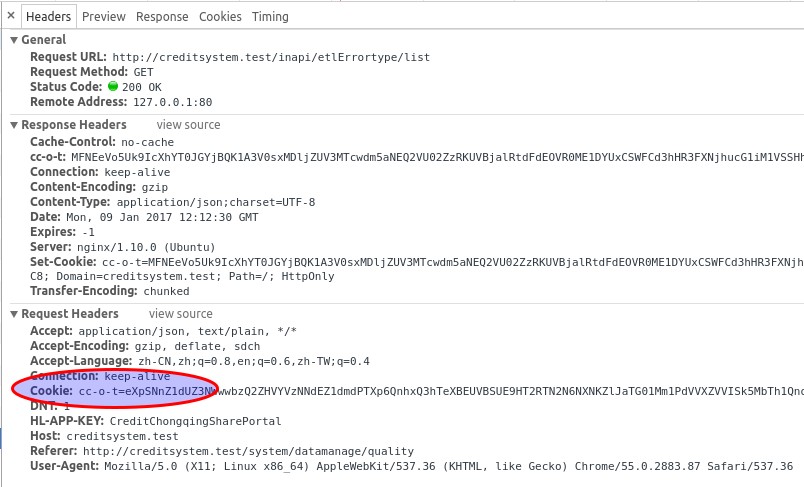 × Headers Preview Response Cookies Timing
▼ General
Request URL: http://creditsystem.test/inapi/etlErrortype/list
Request Method: GET
Status Code: 200 OK
Remote Address: 127.0.0.1:80
▼ Response Headers view source
Cache-Control: no-cache
cc-o-t: MFNEeVo5Uk9IcXhYT0JGYjBQK1A3V0sxMDljZUV3MTcwdm5aNEQ2VU02ZzRKUVBjalRtdFdEOVR0ME1DYUxCSWFCd3hHR3FXNjhucG1iM1VSSHh
Connection: keep-alive
Content-Encoding: gzip
Content-Type: application/json;charset=UTF-8
Date: Mon, 09 Jan 2017 12:12:30 GMT
Expires: -1
Server: nginx/1.10.0 (Ubuntu)
Set-Cookie: cc-o-t=MFNEeVo5Uk9IcXhYT0JGYjBQK1A3V0sxMDljZUV3MTcwdm5aNEQ2VU02ZzRKUVBjalRtdFdEOVR0ME1DYUxCSWFCd3hHR3FXNjh
C8; Domain=creditsystem.test; Path=/; HttpOnly
Transfer-Encoding: chunked
▼ Request Headers view source
Accept: application/json, text/plain, */*
Accept-Encoding: gzip, deflate, sdch
Accept-Language: zh-CN,zh;q=0.8,en;q=0.6,zh-TW;q=0.4
Connection: keep-alive
Cookie:
DNT: 1
HL-APP-KEY: CreditChongqingSharePortal
Host: creditsystem.test
Referer: http://creditsystem.test/system/datamanage/quality
User-Agent: Mozilla/5.0 (X11; Linux x86_64) AppleWebKit/537.36 (KHTML, like Gecko) Chrome/55.0.2883.87 Safari/537.36